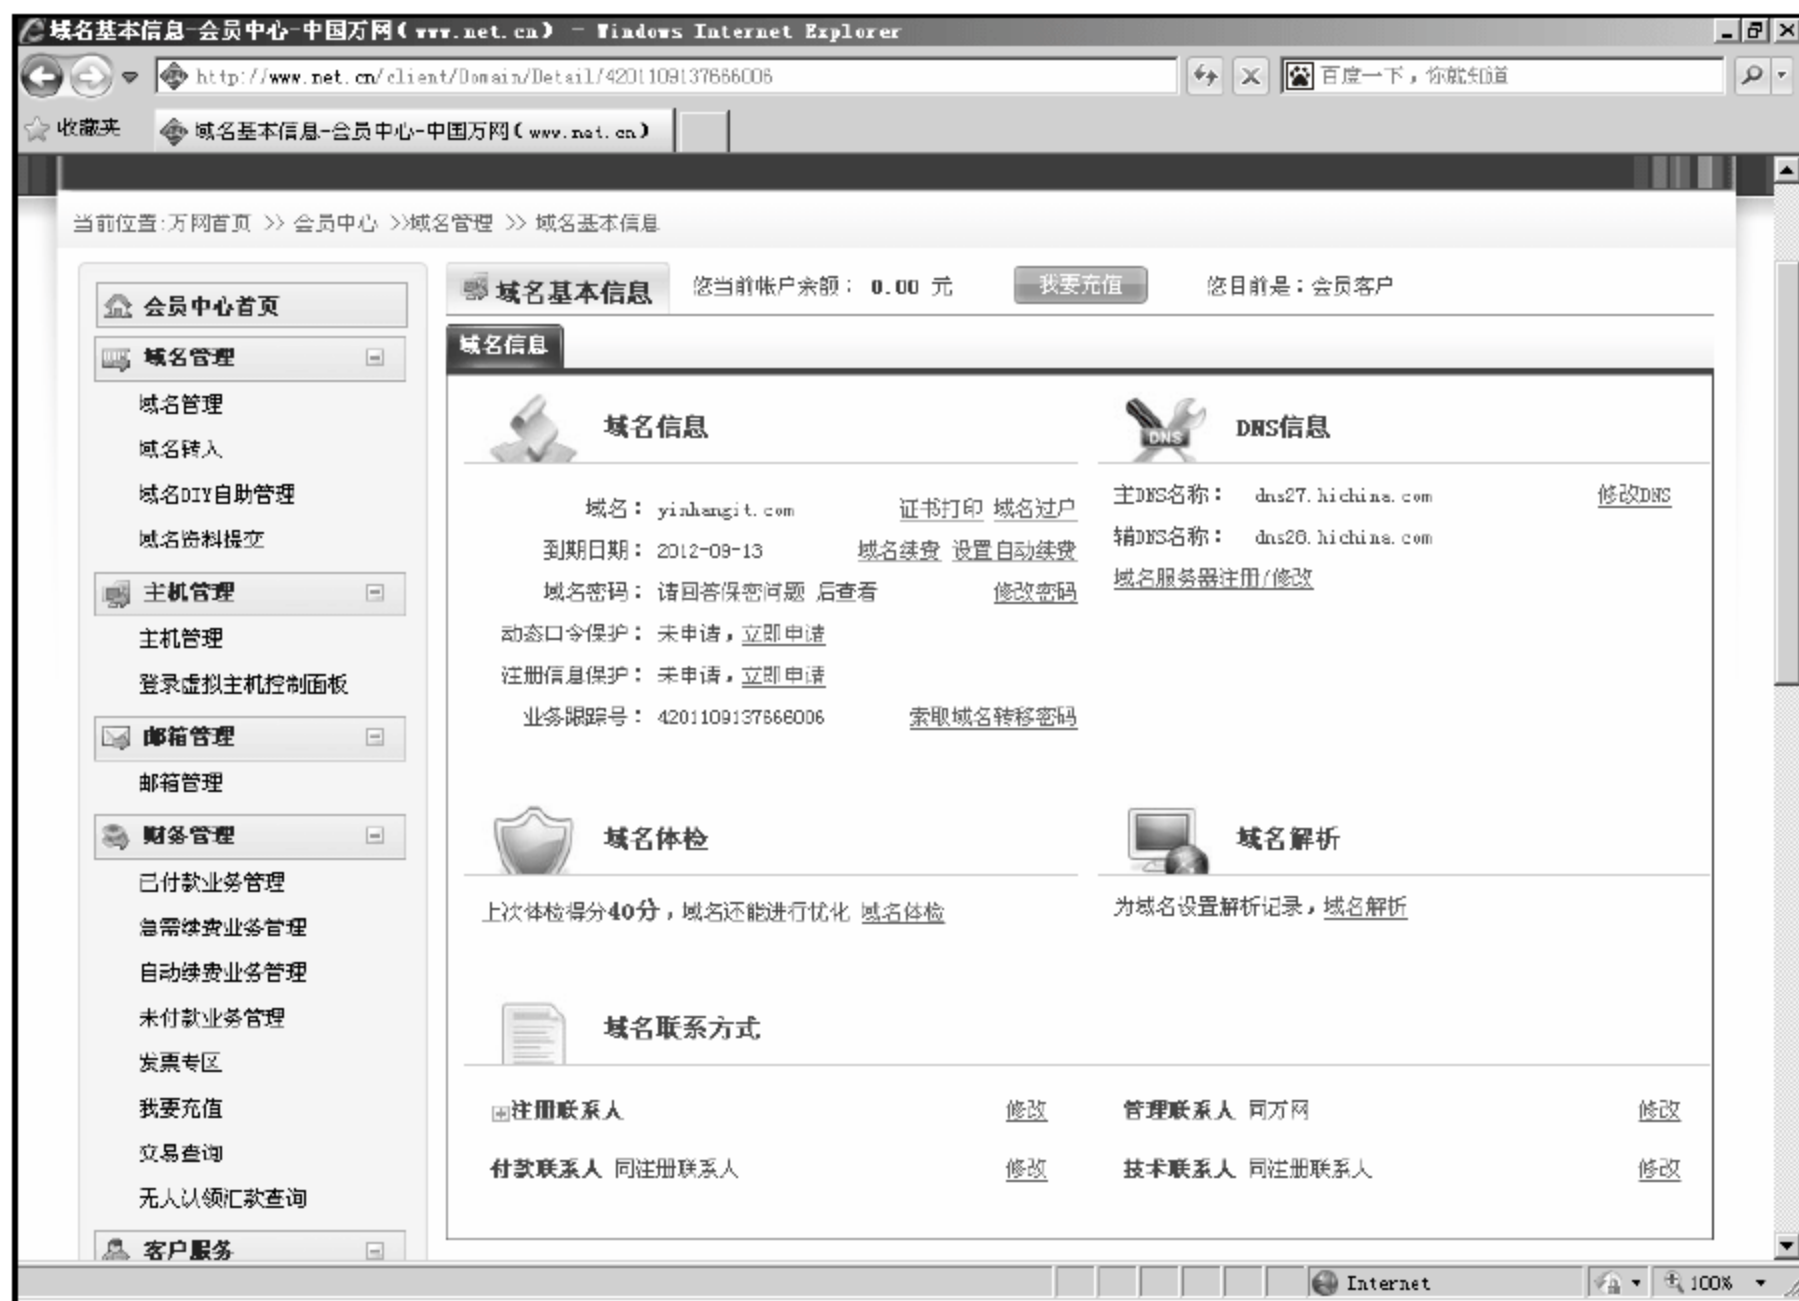 域名基本信息-会员中心-中国万网(www.net.cn) - Windows Internet Explorer
http://www.net.cn/client/Domain/Detail/4201109137666006
百度一下，你就知道
收藏夹
域名基本信息-会员中心-中国万网(www.net.cn)
当前位置:万网首页 >> 会员中心 >>域名管理 >> 域名基本信息
会员中心首页
域名管理
域名管理
域名转入
域名DIY自助管理
域名资料提交
主机管理
主机管理
登录虚拟主机控制面板
邮箱管理
邮箱管理
财务管理
已付款业务管理
急需续费业务管理
自动续费业务管理
未付款业务管理
发票专区
我要充值
交易查询
无人认领汇款查询
客户服务
域名基本信息 您当前帐户余额： 0.00 元 我要充值 您目前是：会员客户
域名信息
域名信息
域名： yinhangit.com 证书打印 域名过户
到期日期： 2012-09-13 域名续费 设置自动续费
域名密码： 请回答保密问题 后查看 修改密码
动态口令保护： 未申请，立即申请
注册信息保护： 未申请，立即申请
业务跟踪号： 4201109137666006 索取域名转移密码
DNS
DNS信息
主DNS名称： dns27.hichina.com 修改DNS
辅DNS名称： dns28.hichina.com
域名服务器注册/修改
域名体检
上次体检得分40分，域名还能进行优化 域名体检
域名解析
为域名设置解析记录，域名解析
域名联系方式
注册联系人 修改 管理联系人 同万网 修改
付款联系人 同注册联系人 修改 技术联系人 同注册联系人 修改
Internet 100%